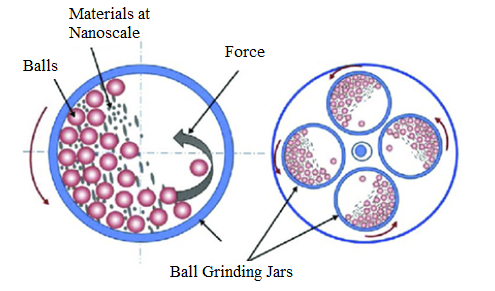 Materials at
Nanoscale
Force
Balls
Ball Grinding Jars